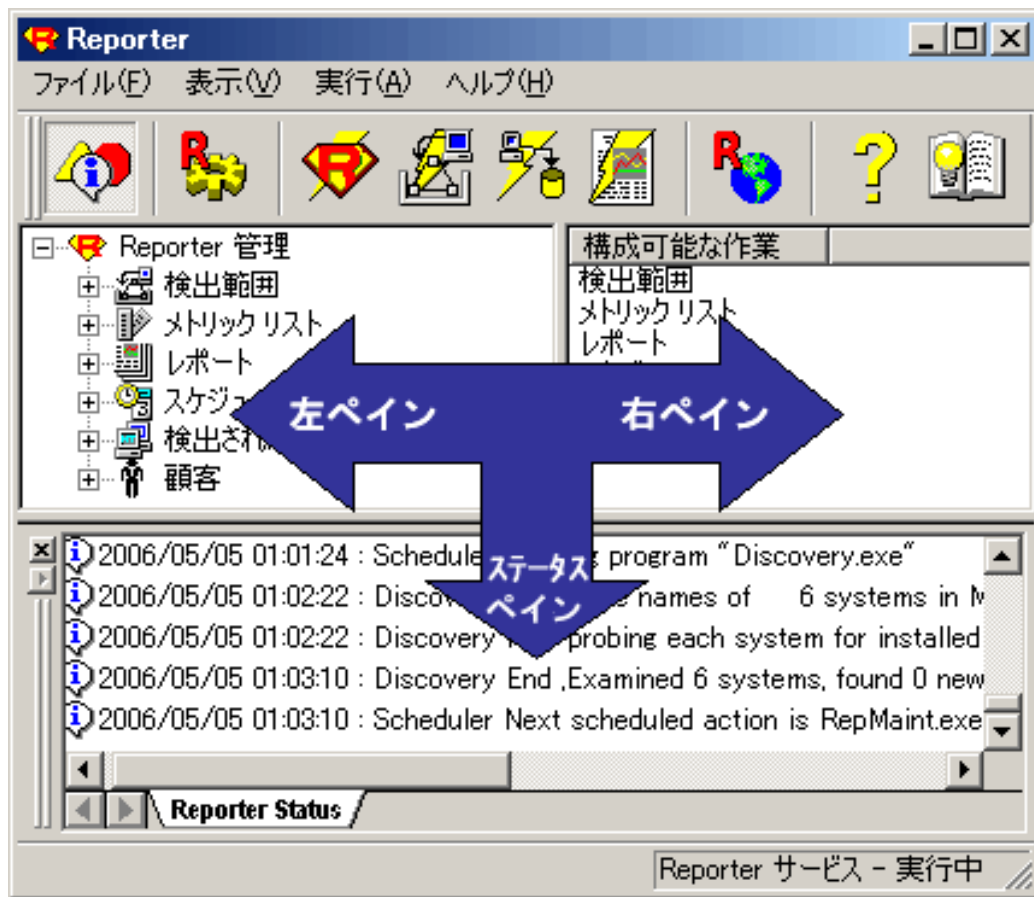 Reporter
ファイル(F) 表示(V) 実行(A) ヘルプ(H)
Reporter 管理
検出範囲
メトリック リスト
レポート
スケジュ
検出され
顧客
構成可能な作業
検出範囲
メトリック リスト
レポート
左ペイン
右ペイン
ステータス
ペイン
2006/05/05 01:01:24 : Schedule program "Discovery.exe"
2006/05/05 01:02:22 : Discov names of 6 systems in
2006/05/05 01:02:22 : Discovery probing each system for installed
2006/05/05 01:03:10 : Discovery End ,Examined 6 systems, found 0 new
2006/05/05 01:03:10 : Scheduler Next scheduled action is RepMaint.exe
Reporter Status
Reporter サービス - 実行中